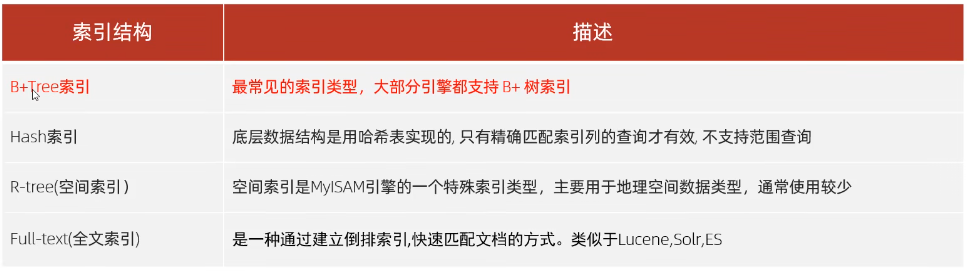 索引结构 描述
B+Tree索引 最常见的索引类型，大部分引擎都支持 B+ 树索引
Hash索引 底层数据结构是用哈希表实现的, 只有精确匹配索引列的查询才有效, 不支持范围查询
R-tree(空间索引） 空间索引是MyISAM引擎的一个特殊索引类型，主要用于地理空间数据类型，通常使用较少
Full-text(全文索引) 是一种通过建立倒排索引,快速匹配文档的方式。类似于Lucene,Solr,ES